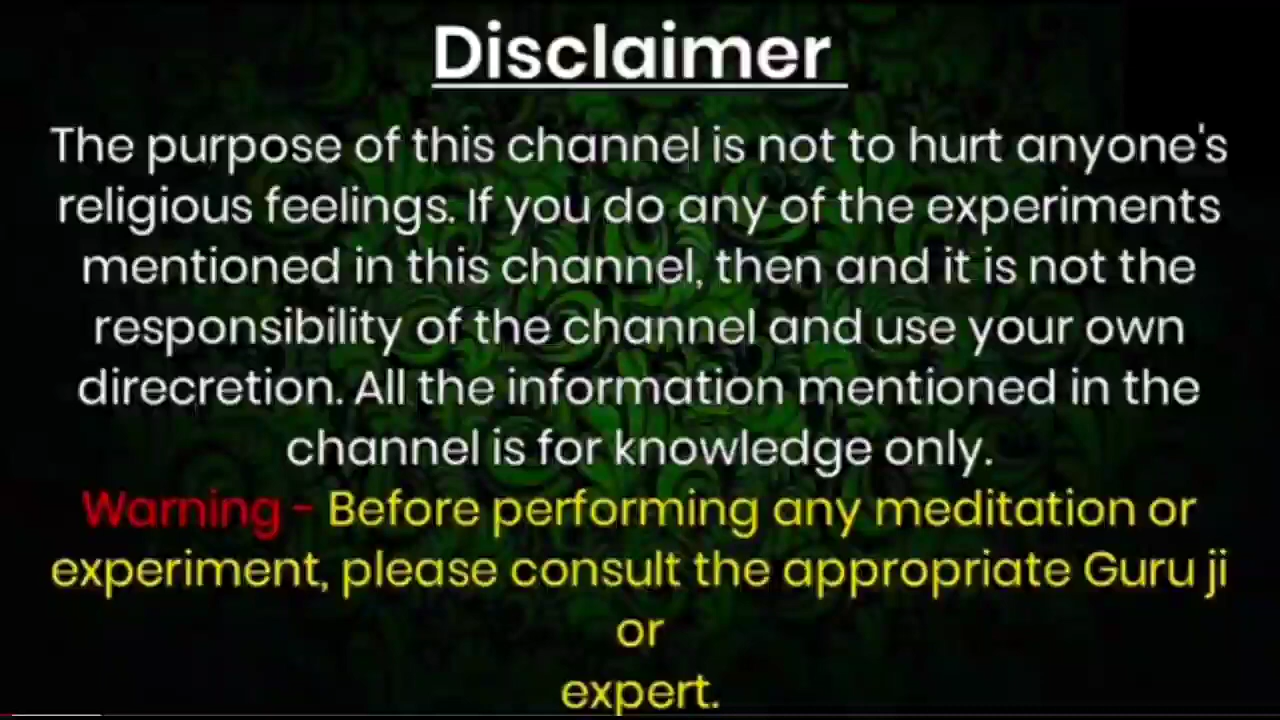 Disclaimer
The purpose of this channel is not to hurt anyone's
religious feelings. If you do any of the experiments
mentioned in this channel, then and it is not the
responsibility of the channel and use your own
direcretion. All the information mentioned in the
channel is for knowledge only.
Warning - Before performing any meditation or
experiment, please consult the appropriate Guru ji
or
expert.